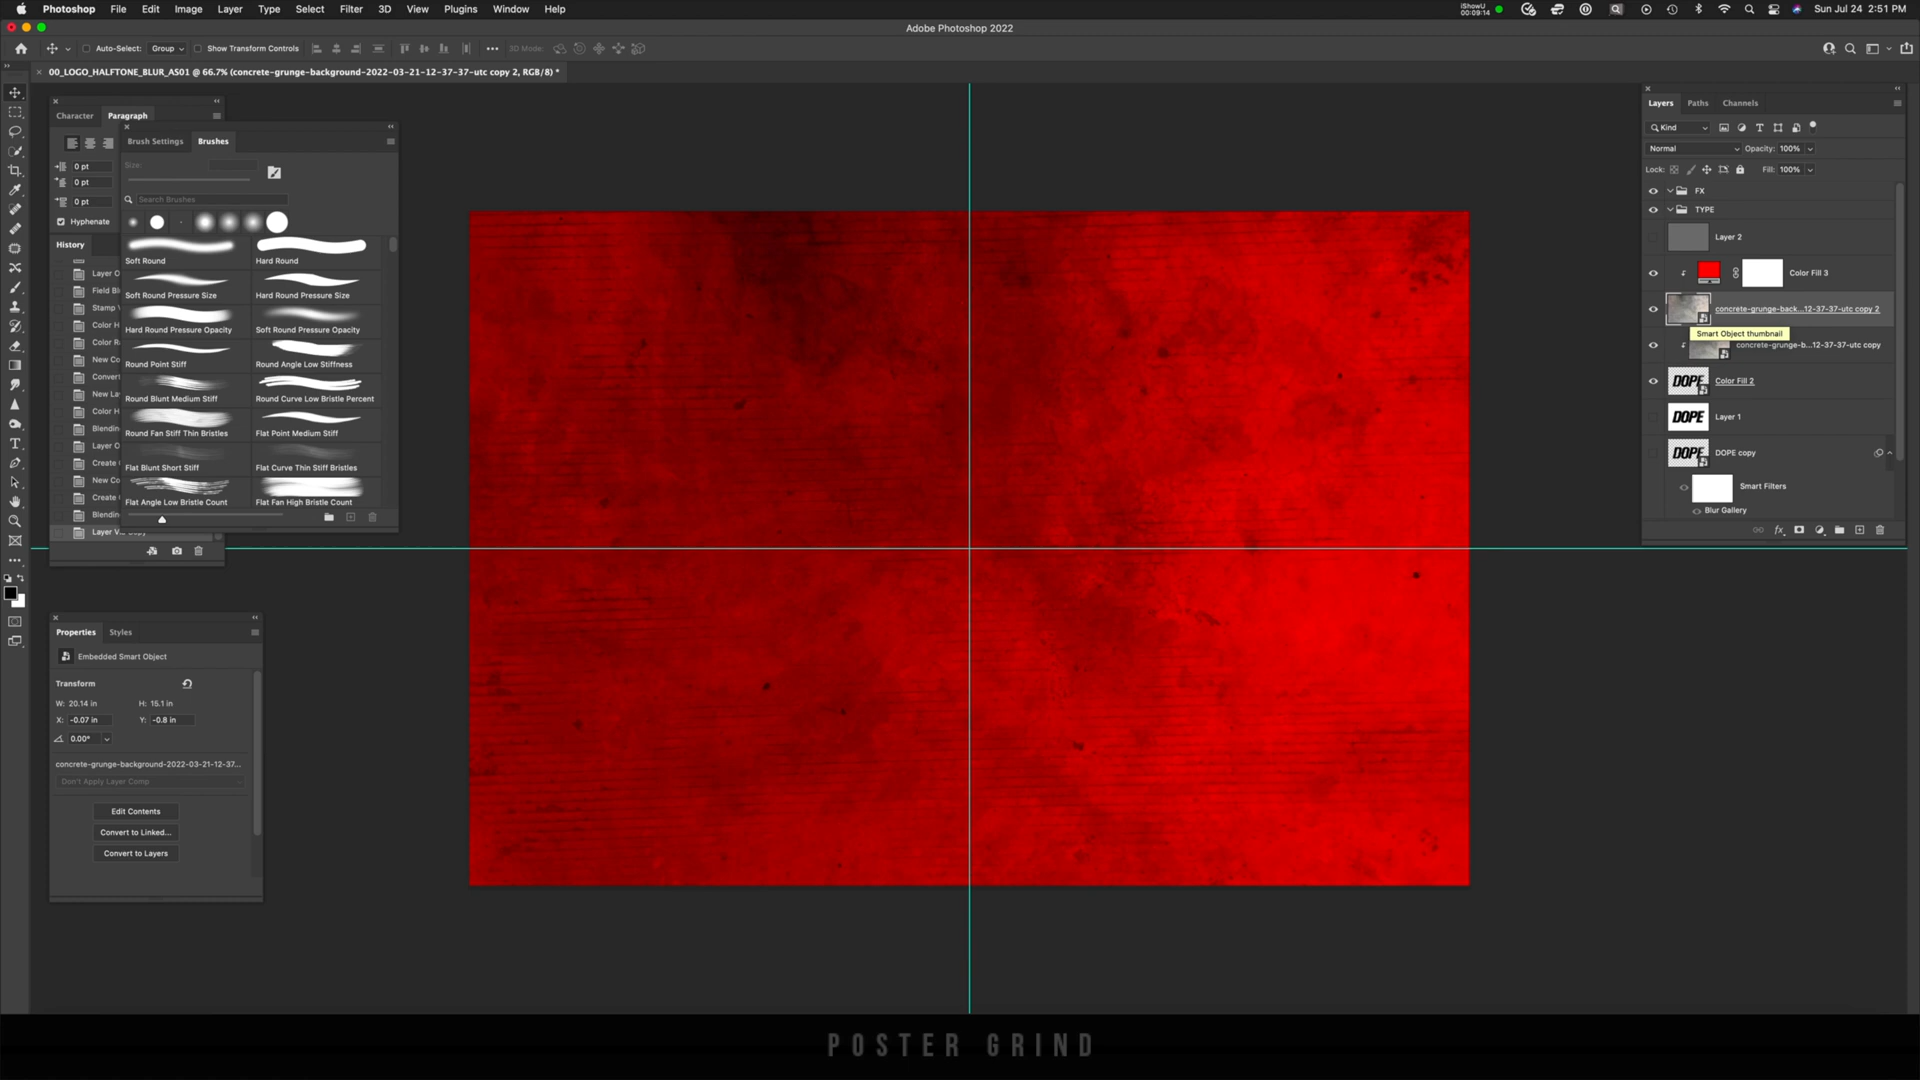 Photoshop File Edit Image Layer Type Select Filter 3D View Plugins Window Help
iShowU
00:09:14
Sun Jul 24 2:51 PM
Adobe Photoshop 2022
Auto-Select: Group Show Transform Controls 3D Mode:
00_LOGO_HALFTONE_BLUR_AS01 @ 66.7% (concrete-grunge-background-2022-03-21-12-37-37-utc copy 2, RGB/8) *
Character Paragraph
0 pt
0 pt
0 pt
Hyphenate
History
Layer O
Field Bl
Stamp V
Color H
Color R
New Co
Convert
New La
Color H
Blending
Layer O
Create
New Co
Create
Blendin
Brush Settings Brushes
Size:
Search Brushes
Soft Round Hard Round
Soft Round Pressure Size Hard Round Pressure Size
Hard Round Pressure Opacity Soft Round Pressure Opacity
Round Point Stiff Round Angle Low Stiffness
Round Blunt Medium Stiff Round Curve Low Bristle Percent
Round Fan Stiff Thin Bristles Flat Point Medium Stiff
Flat Blunt Short Stiff Flat Curve Thin Stiff Bristles
Flat Angle Low Bristle Count Flat Fan High Bristle Count
Properties Styles
Embedded Smart Object
Transform
W: 20.14 in H: 15.1 in
X: -0.07 in Y: -0.8 in
0.00°
concrete-grunge-background-2022-03-21-12-37...
Don't Apply Layer Comp
Edit Contents
Convert to Linked...
Convert to Layers
Layers Paths Channels
Kind
Normal Opacity: 100%
Lock: Fill: 100%
FX
TYPE
Layer 2
Color Fill 3
concrete-grunge-back...12-37-37-utc copy 2
Smart Object thumbnail
concrete-grunge-b...12-37-37-utc copy
DOPE Color Fill 2
DOPE Layer 1
DOPE DOPE copy
Smart Filters
Blur Gallery
POSTER GRIND